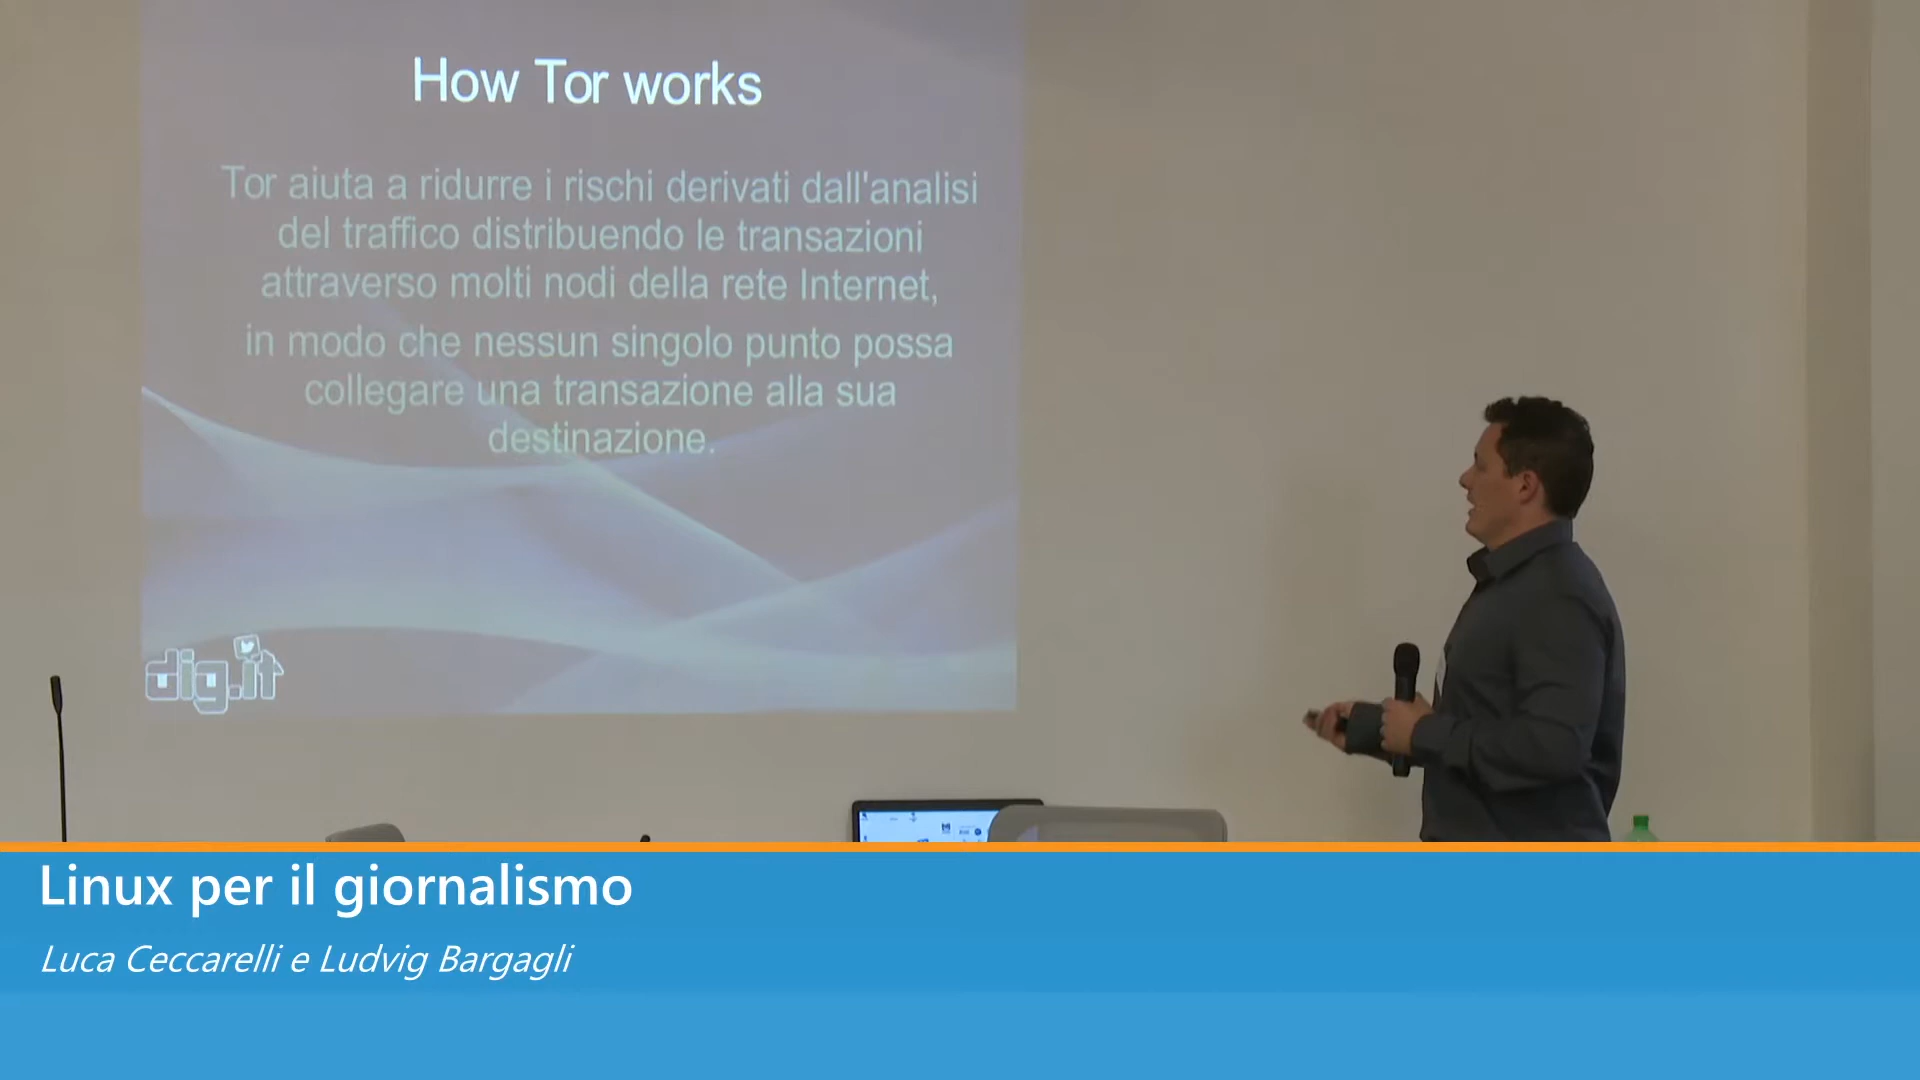 How Tor works
Tor aiuta a ridurre i rischi derivati dall'analisi
del traffico distribuendo le transazioni
attraverso molti nodi della rete Internet,
in modo che nessun singolo punto possa
collegare una transazione alla sua
destinazione.
dig.it
Linux per il giornalismo
Luca Ceccarelli e Ludvig Bargagli